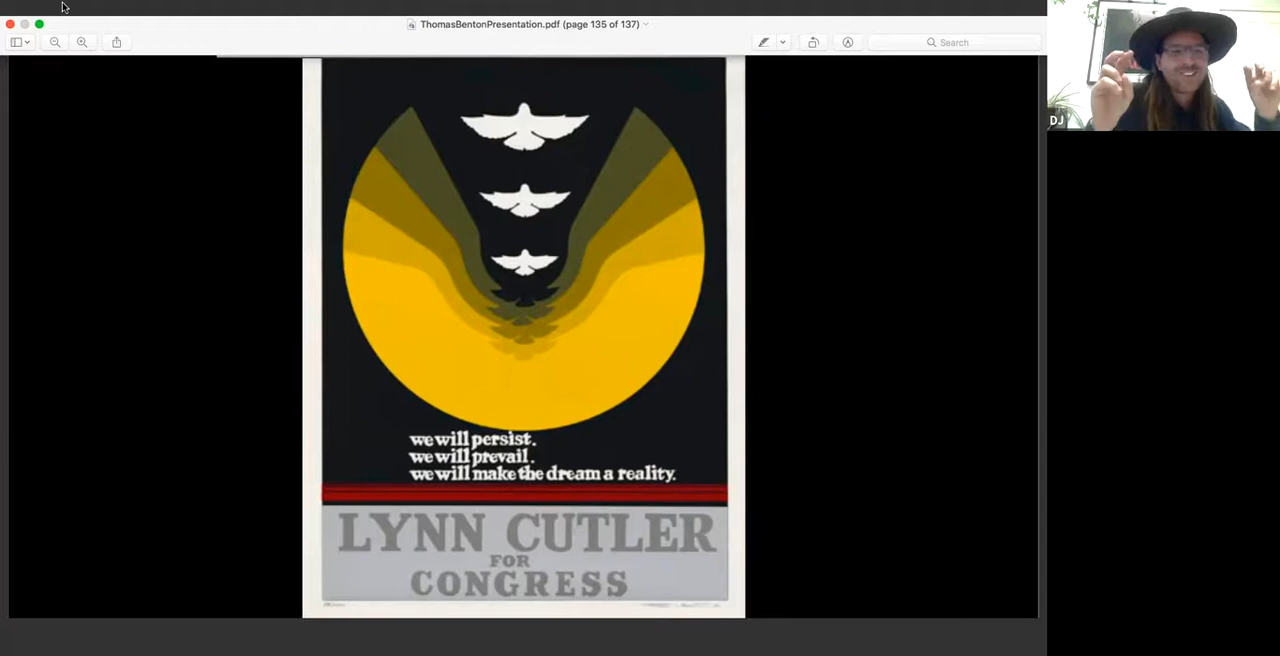 ThomasBentonPresentation.pdf (page 135 of 137)
Search
DJ
we will persist.
we will prevail.
we will make the dream a reality.
LYNN CUTLER
FOR
CONGRESS